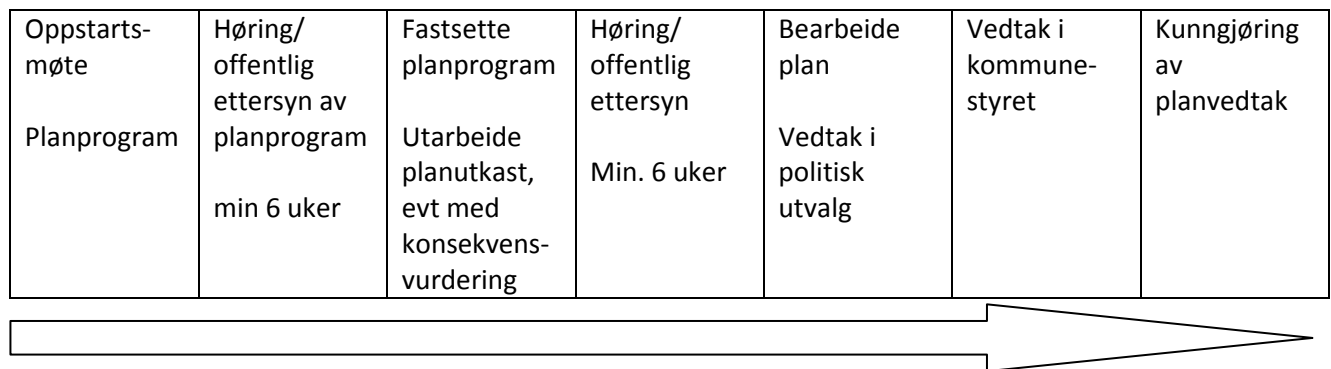 Oppstarts-
møte
Planprogram
Høring/
offentlig
ettersyn av
planprogram
min 6 uker
Fastsette
planprogram
Utarbeide
planutkast,
evt med
konsekvens-
vurdering
Høring/
offentlig
ettersyn
Min. 6 uker
Bearbeide
plan
Vedtak i
politisk
utvalg
Vedtak i
kommune-
styret
Kunngjøring
av
planvedtak